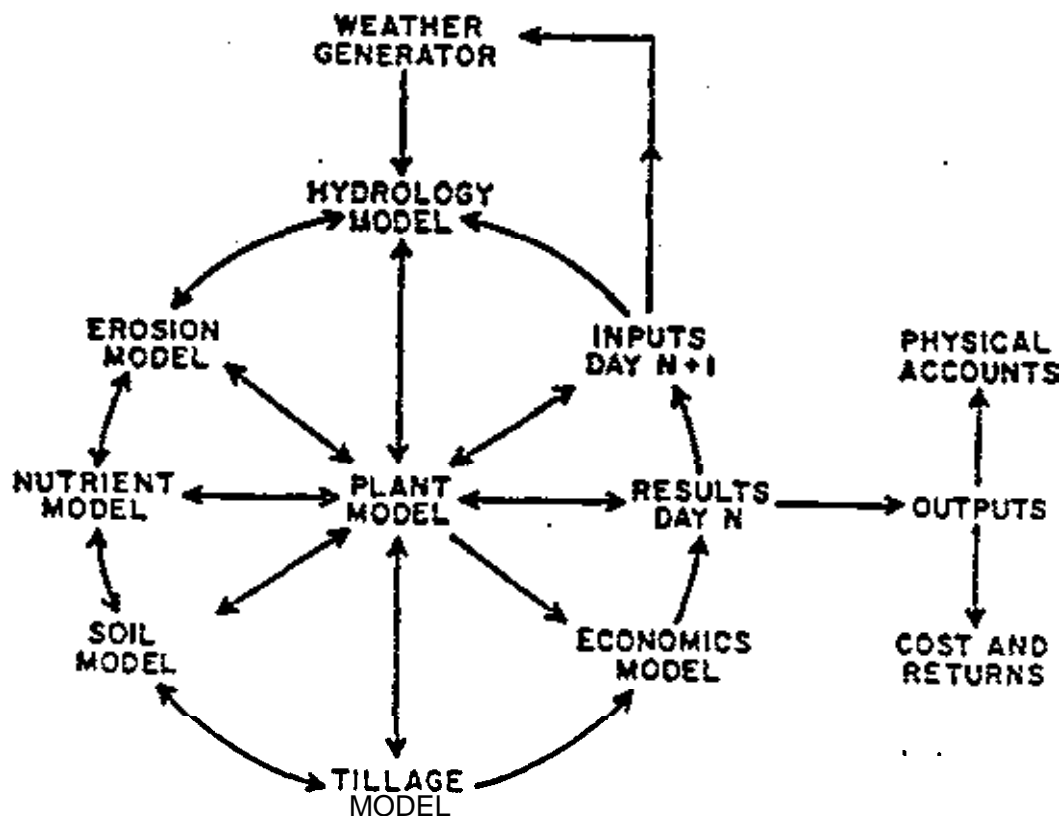 WEATHER
GENERATOR
HYDROLOGY
MODEL
EROSION
MODEL
INPUTS
DAY N+1
PHYSICAL
ACCOUNTS
NUTRIENT
MODEL
PLANT
MODEL
RESULTS
DAY N
OUTPUTS
SOIL
MODEL
ECONOMICS
MODEL
COST AND
RETURNS
TILLAGE
MODEL